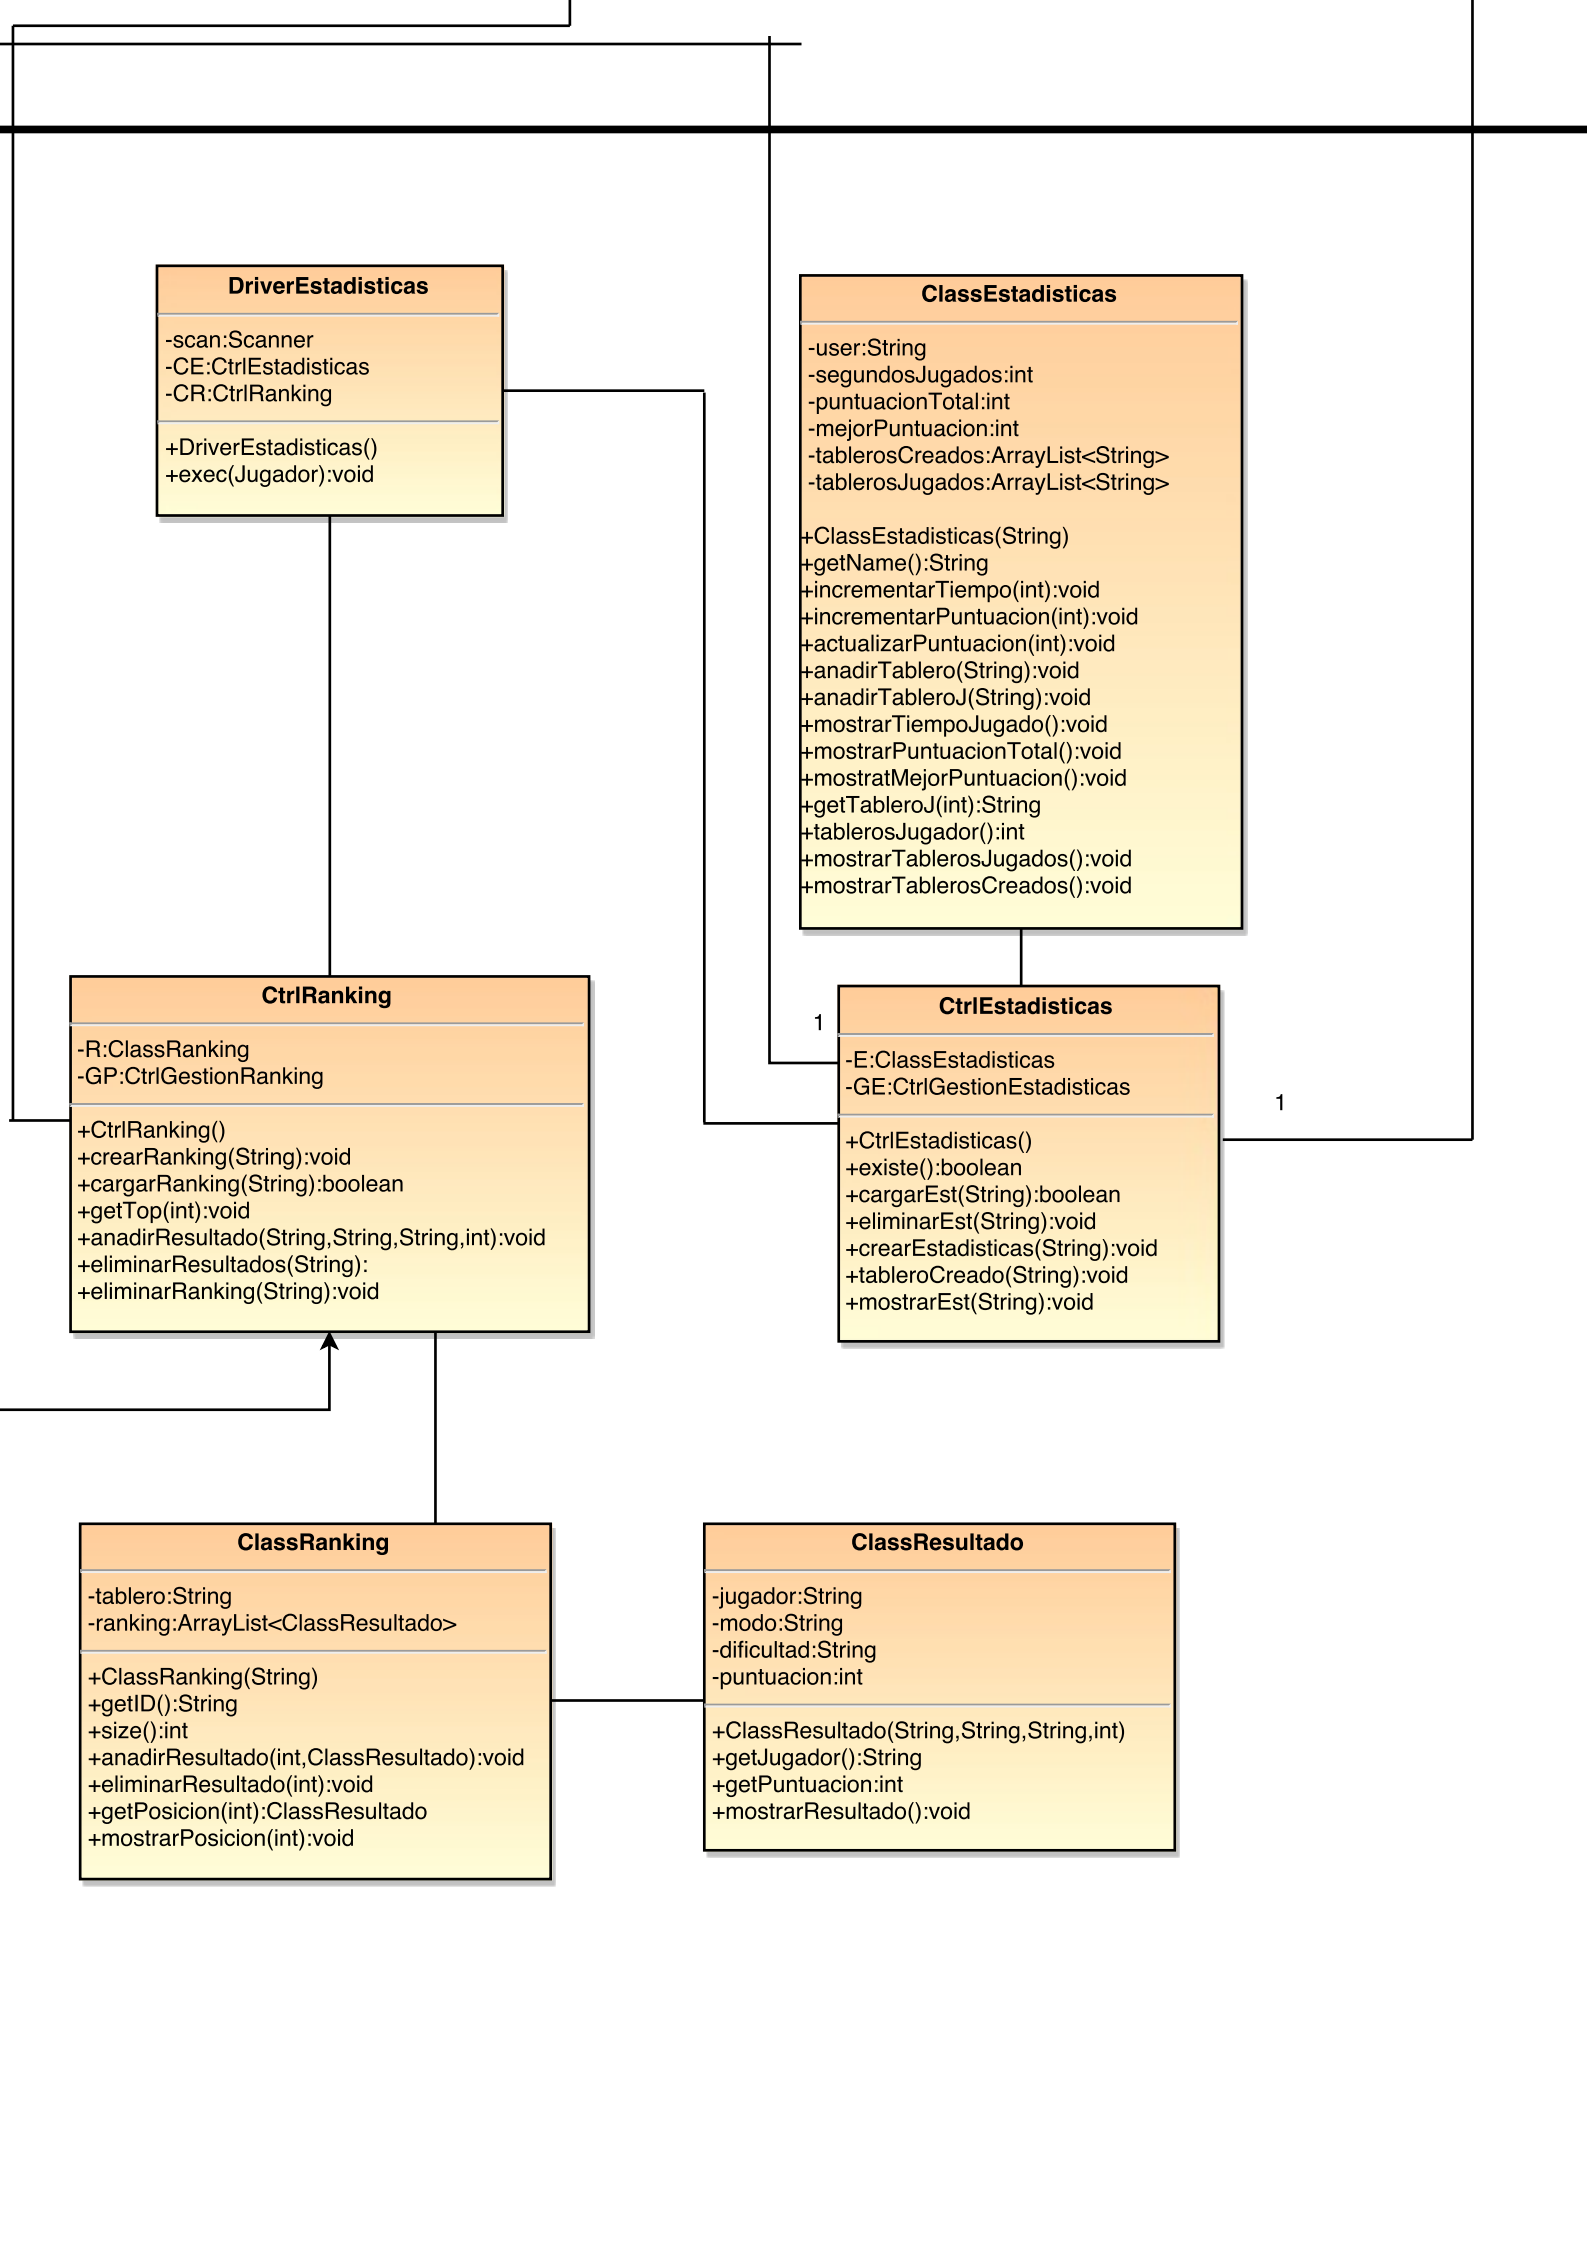 DriverEstadisticas
-scan:Scanner
-CE:CtrlEstadisticas
-CR:CtrlRanking
+DriverEstadisticas()
+exec(Jugador):void
ClassEstadisticas
-user:String
-segundosJugados:int
-puntuacionTotal:int
-mejorPuntuacion:int
-tablerosCreados:ArrayList<String>
-tablerosJugados:ArrayList<String>
+ClassEstadisticas(String)
+getName():String
+incrementarTiempo(int):void
+incrementarPuntuacion(int):void
+actualizarPuntuacion(int):void
+anadirTablero(String):void
+anadirTableroJ(String):void
+mostrarTiempoJugado():void
+mostrarPuntuacionTotal():void
+mostratMejorPuntuacion():void
+getTableroJ(int):String
+tablerosJugador():int
+mostrarTablerosJugados():void
+mostrarTablerosCreados():void
CtrlRanking
-R:ClassRanking
-GP:CtrlGestionRanking
+CtrlRanking()
+crearRanking(String):void
+cargarRanking(String):boolean
+getTop(int):void
+anadirResultado(String,String,String,int):void
+eliminarResultados(String):
+eliminarRanking(String):void
1
CtrlEstadisticas
-E:ClassEstadisticas
-GE:CtrlGestionEstadisticas
+CtrlEstadisticas()
+existe():boolean
+cargarEst(String):boolean
+eliminarEst(String):void
+crearEstadisticas(String):void
+tableroCreado(String):void
+mostrarEst(String):void
1
ClassRanking
-tablero:String
-ranking:ArrayList<ClassResultado>
+ClassRanking(String)
+getID():String
+size():int
+anadirResultado(int,ClassResultado):void
+eliminarResultado(int):void
+getPosicion(int):ClassResultado
+mostrarPosicion(int):void
ClassResultado
-jugador:String
-modo:String
-dificultad:String
-puntuacion:int
+ClassResultado(String,String,String,int)
+getJugador():String
+getPuntuacion:int
+mostrarResultado():void